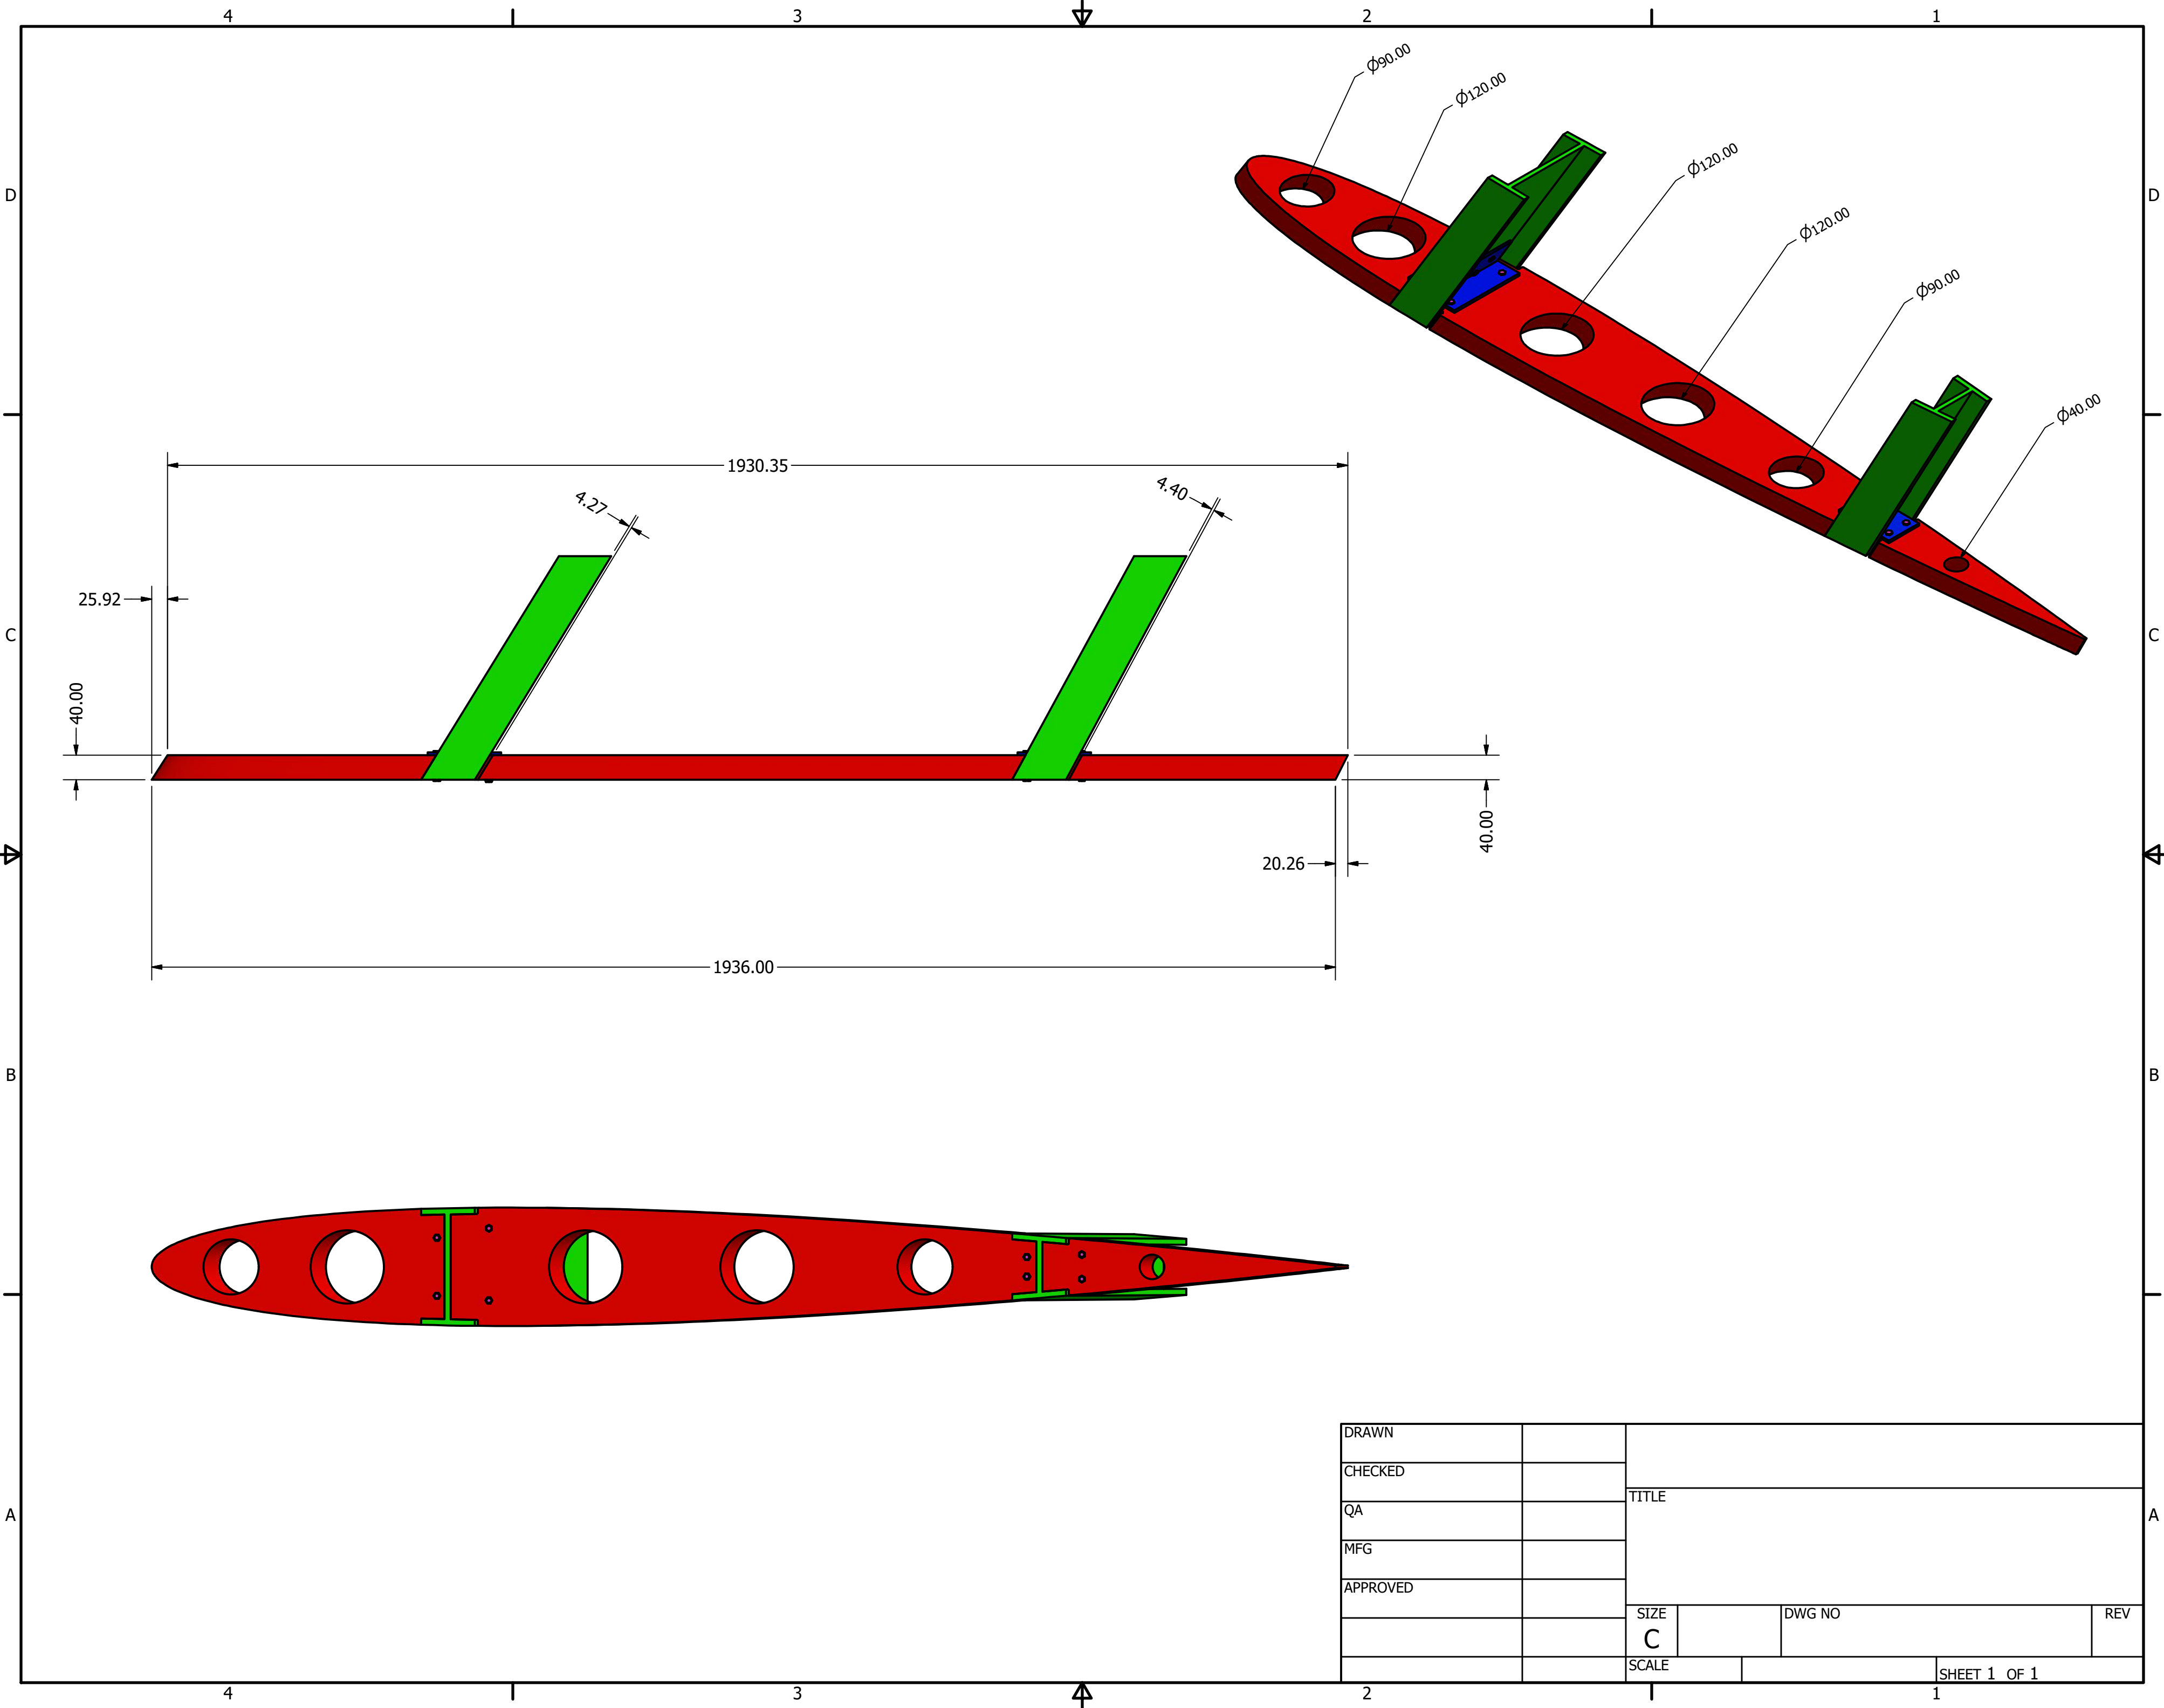 4 3 2 1
Ø90.00
Ø120.00
Ø120.00
Ø120.00
Ø90.00
Ø40.00
D D
1930.35
4.27
4.40
25.92
C C
40.00
40.00
20.26
1936.00
B B
A A
DRAWN
CHECKED
QA
MFG
APPROVED
TITLE
SIZE
C
DWG NO
REV
SCALE
SHEET 1 OF 1
4 3 2 1